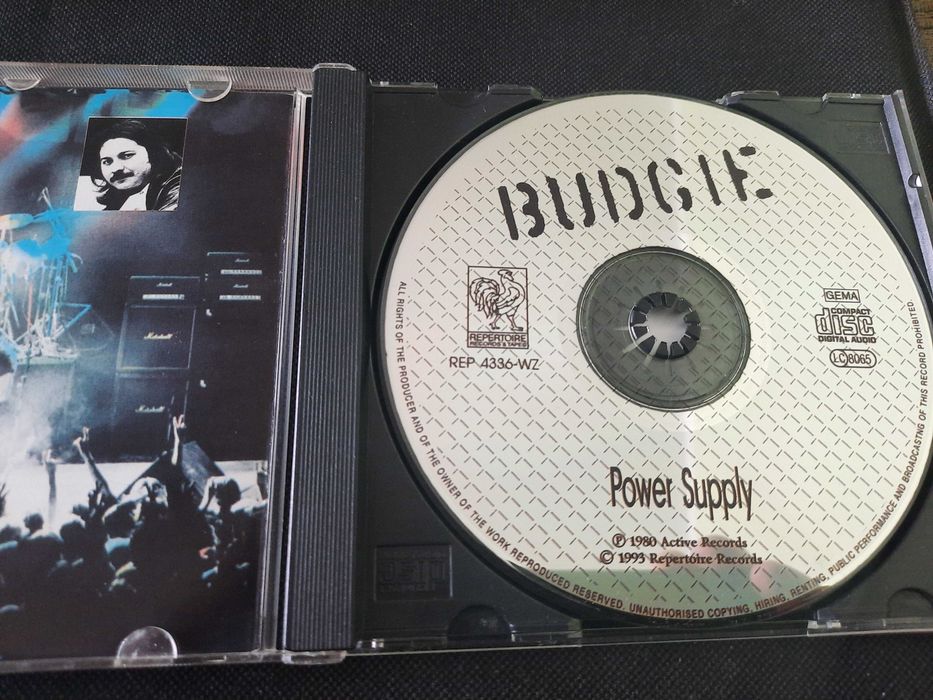 Marshall
Marshall
BUDGIE
REPERTOIRE
RECORDS & TAPES
REP 4336-WZ
GEMA
COMPACT
disc
DIGITAL AUDIO
LC 8065
Power Supply
Ⓟ 1980 Active Records
© 1993 Repertoire Records
ALL RIGHTS OF THE PRODUCER AND OF THE OWNER OF THE WORK REPRODUCED RESERVED. UNAUTHORISED COPYING, HIRING, RENTING, PUBLIC PERFORMANCE AND BROADCASTNG OF THIS RECORD PROHIBITED.